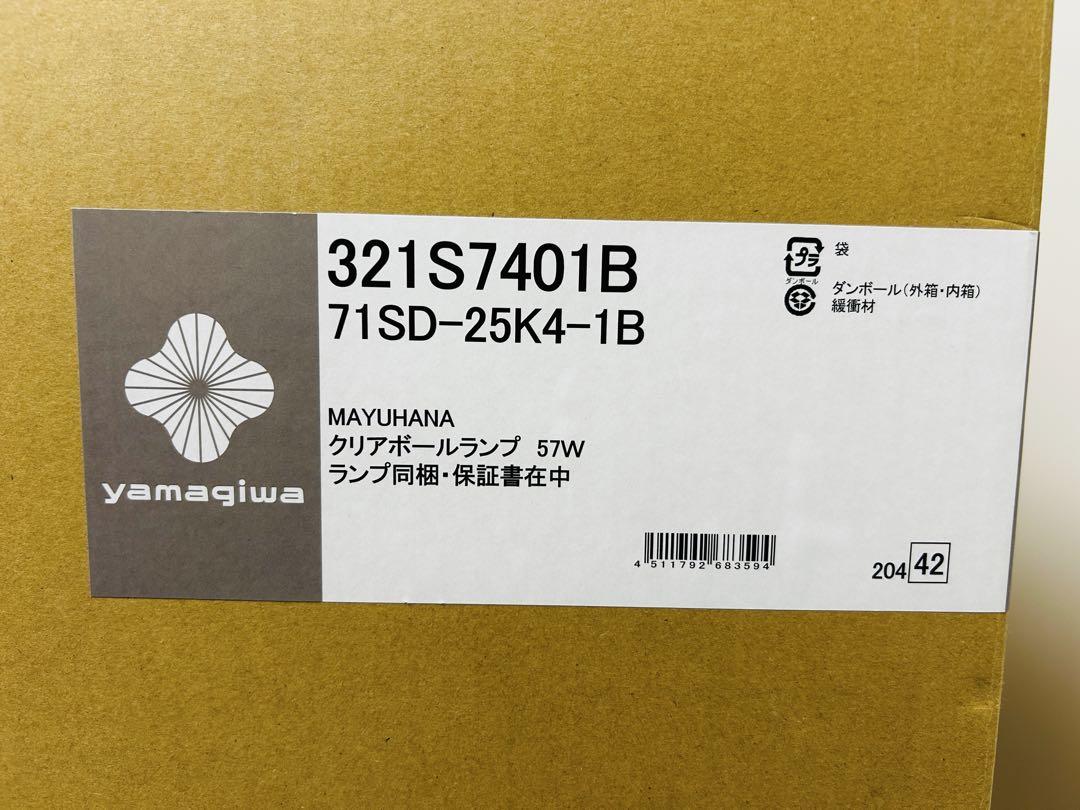 yamagiwa
321S7401B
71SD-25K4-1B
MAYUHANA
クリアボールランプ 57W
ランプ同梱・保証書在中
プラ
袋
ダンボール
ダンボール(外箱・内箱)
緩衝材
4 511792 683594
204 42